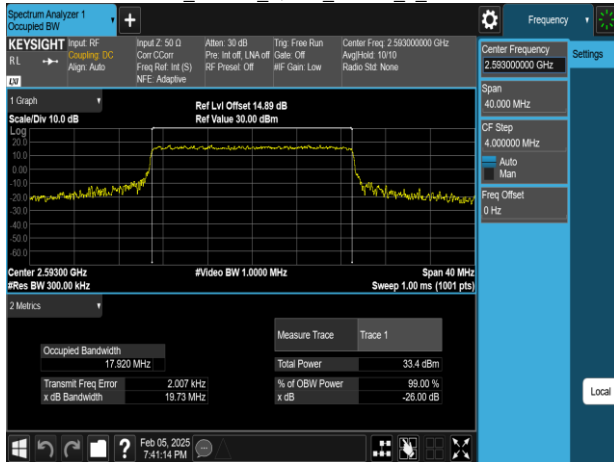 Spectrum Analyzer 1
Occupied BW
Frequency
KEYSIGHT
Input: RF
Coupling: DC
Align: Auto
Input Z: 50 Ω
Corr CCorr
Freq Ref: Int (S)
NFE: Adaptive
Atten: 30 dB
Pre: Int off, LNA off
RF Preset: Off
Trig: Free Run
Gate: Off
#IF Gain: Low
Center Freq: 2.593000000 GHz
Avg|Hold: 10/10
Radio Std: None
RL
LXI
1 Graph
Scale/Div 10.0 dB
Ref Lvl Offset 14.89 dB
Ref Value 30.00 dBm
Log
20.0
10.0
0.00
-10.0
-20.0
-30.0
-40.0
-50.0
-60.0
Center 2.59300 GHz
#Res BW 300.00 kHz
#Video BW 1.0000 MHz
Span 40 MHz
Sweep 1.00 ms (1001 pts)
2 Metrics
Measure Trace Trace 1
Occupied Bandwidth
17.920 MHz
Total Power 33.4 dBm
Transmit Freq Error 2.007 kHz
% of OBW Power 99.00 %
x dB Bandwidth 19.73 MHz
x dB -26.00 dB
Center Frequency
2.593000000 GHz
Settings
Span
40.000 MHz
CF Step
4.000000 MHz
Auto
Man
Freq Offset
0 Hz
Local
Feb 05, 2025
7:41:14 PM